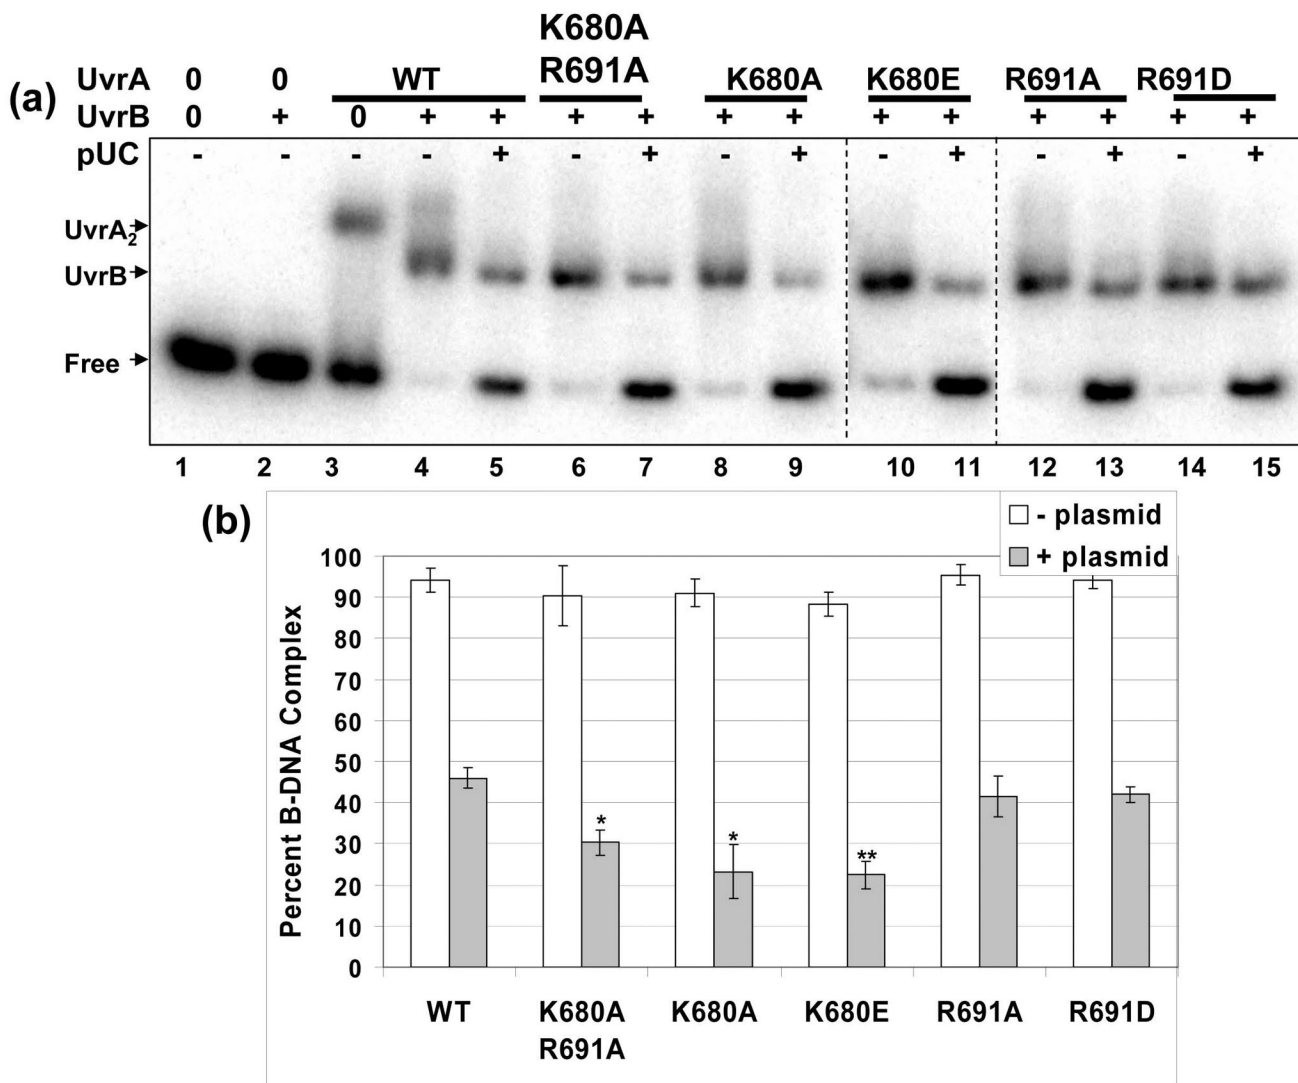 (a)
K680A
R691A
UvrA 0 0 WT K680A K680E R691A R691D
UvrB 0 + 0 + + + + + + + + + + + +
pUC - - - - + - + - + - + - + - +
UvrA2
UvrB
Free
1 2 3 4 5 6 7 8 9 10 11 12 13 14 15
(b)
- plasmid
+ plasmid
Percent B-DNA Complex
100
90
80
70
60
50
40
30
20
10
0
* * **
WT K680A K680A K680E R691A R691D
R691A